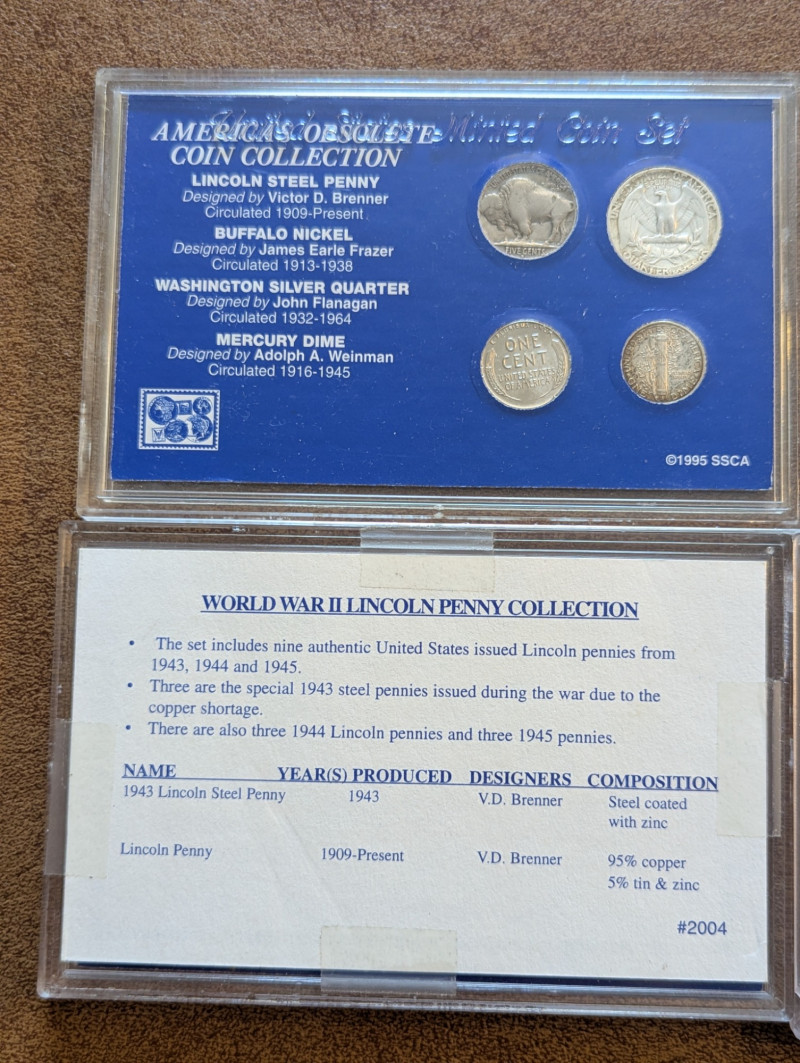 United States Minted Coin Set
AMERICA'S OBSOLETE
COIN COLLECTION
LINCOLN STEEL PENNY
Designed by Victor D. Brenner
Circulated 1909-Present
BUFFALO NICKEL
Designed by James Earle Frazer
Circulated 1913-1938
WASHINGTON SILVER QUARTER
Designed by John Flanagan
Circulated 1932-1964
MERCURY DIME
Designed by Adolph A. Weinman
Circulated 1916-1945
FIVE CENTS
ONE
CENT
UNITED STATES
OF AMERICA
©1995 SSCA
WORLD WAR II LINCOLN PENNY COLLECTION
• The set includes nine authentic United States issued Lincoln pennies from
1943, 1944 and 1945.
• Three are the special 1943 steel pennies issued during the war due to the
copper shortage.
• There are also three 1944 Lincoln pennies and three 1945 pennies.
NAME YEAR(S) PRODUCED DESIGNERS COMPOSITION
1943 Lincoln Steel Penny 1943 V.D. Brenner Steel coated
with zinc
Lincoln Penny 1909-Present V.D. Brenner 95% copper
5% tin & zinc
#2004